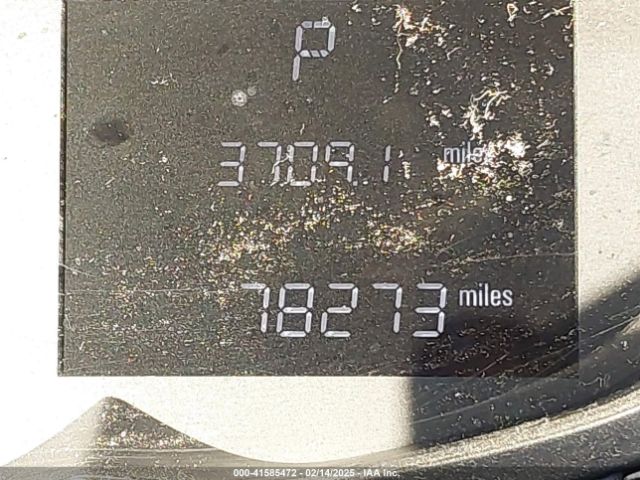 P
3709.1 miles
78273 miles
000-41585472 - 02/14/2025 - IAA Inc.